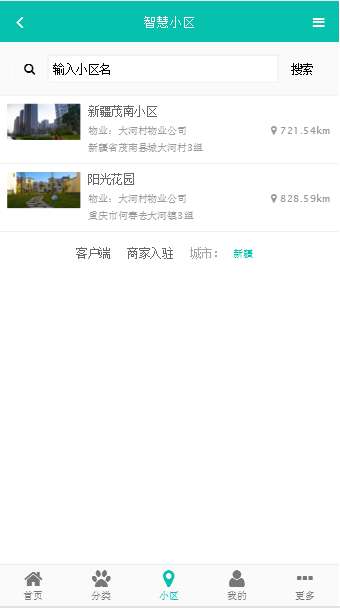 智慧小区
输入小区名 搜索
新疆茂南小区
物业：大河村物业公司 721.54km
新疆省茂南县城大河村3组
阳光花园
物业：大河村物业公司 828.59km
重庆市何春去大河镇3组
客户端 商家入驻 城市： 新疆
首页 分类 小区 我的 更多